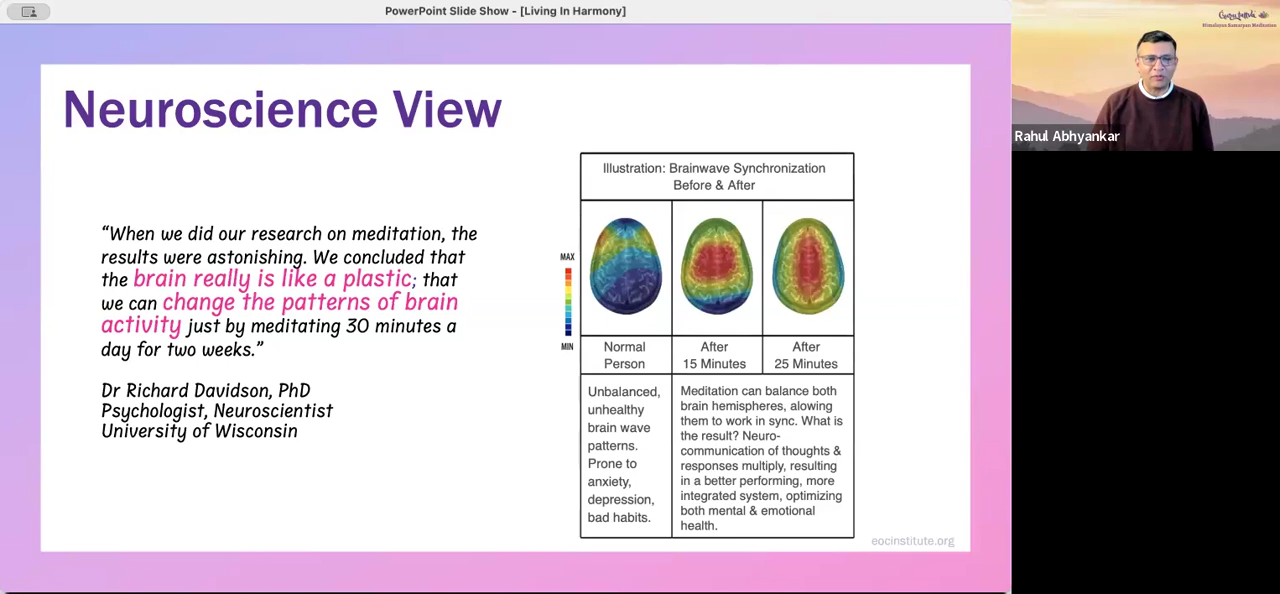 PowerPoint Slide Show - [Living In Harmony]
Neuroscience View
“When we did our research on meditation, the
results were astonishing. We concluded that
the brain really is like a plastic; that
we can change the patterns of brain
activity just by meditating 30 minutes a
day for two weeks.”
Dr Richard Davidson, PhD
Psychologist, Neuroscientist
University of Wisconsin
Illustration: Brainwave Synchronization
Before & After
MAX
MIN
Normal
Person
After
15 Minutes
After
25 Minutes
Unbalanced,
unhealthy
brain wave
patterns.
Prone to
anxiety,
depression,
bad habits.
Meditation can balance both
brain hemispheres, alowing
them to work in sync. What is
the result? Neuro-
communication of thoughts &
responses multiply, resulting
in a better performing, more
integrated system, optimizing
both mental & emotional
health.
eocinstitute.org
Himalayan Samarpan Meditation
Rahul Abhyankar